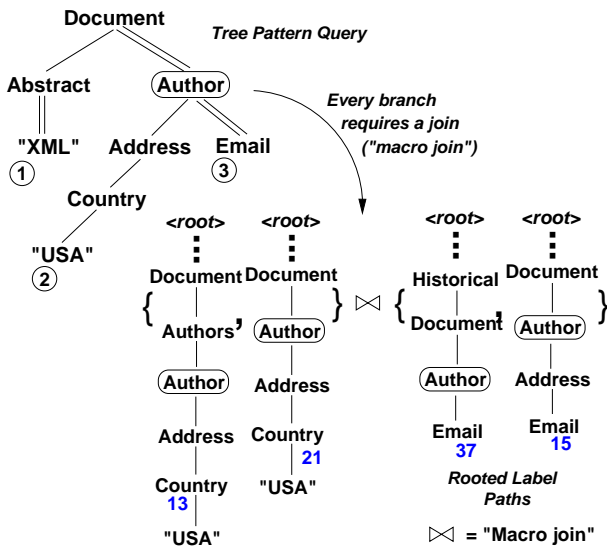 Document
Tree Pattern Query
Abstract Author
Every branch
requires a join
("macro join")
"XML" Address Email
1 3
Country
"USA"
2
<root> <root> <root> <root>
Document Document Historical Document
{ , } ⋈ { , }
Authors Author Document Author
Author Address Author Address
Address Country Email Email
21 37 15
Country "USA" Rooted Label
13 Paths
"USA" ⋈ = "Macro join"